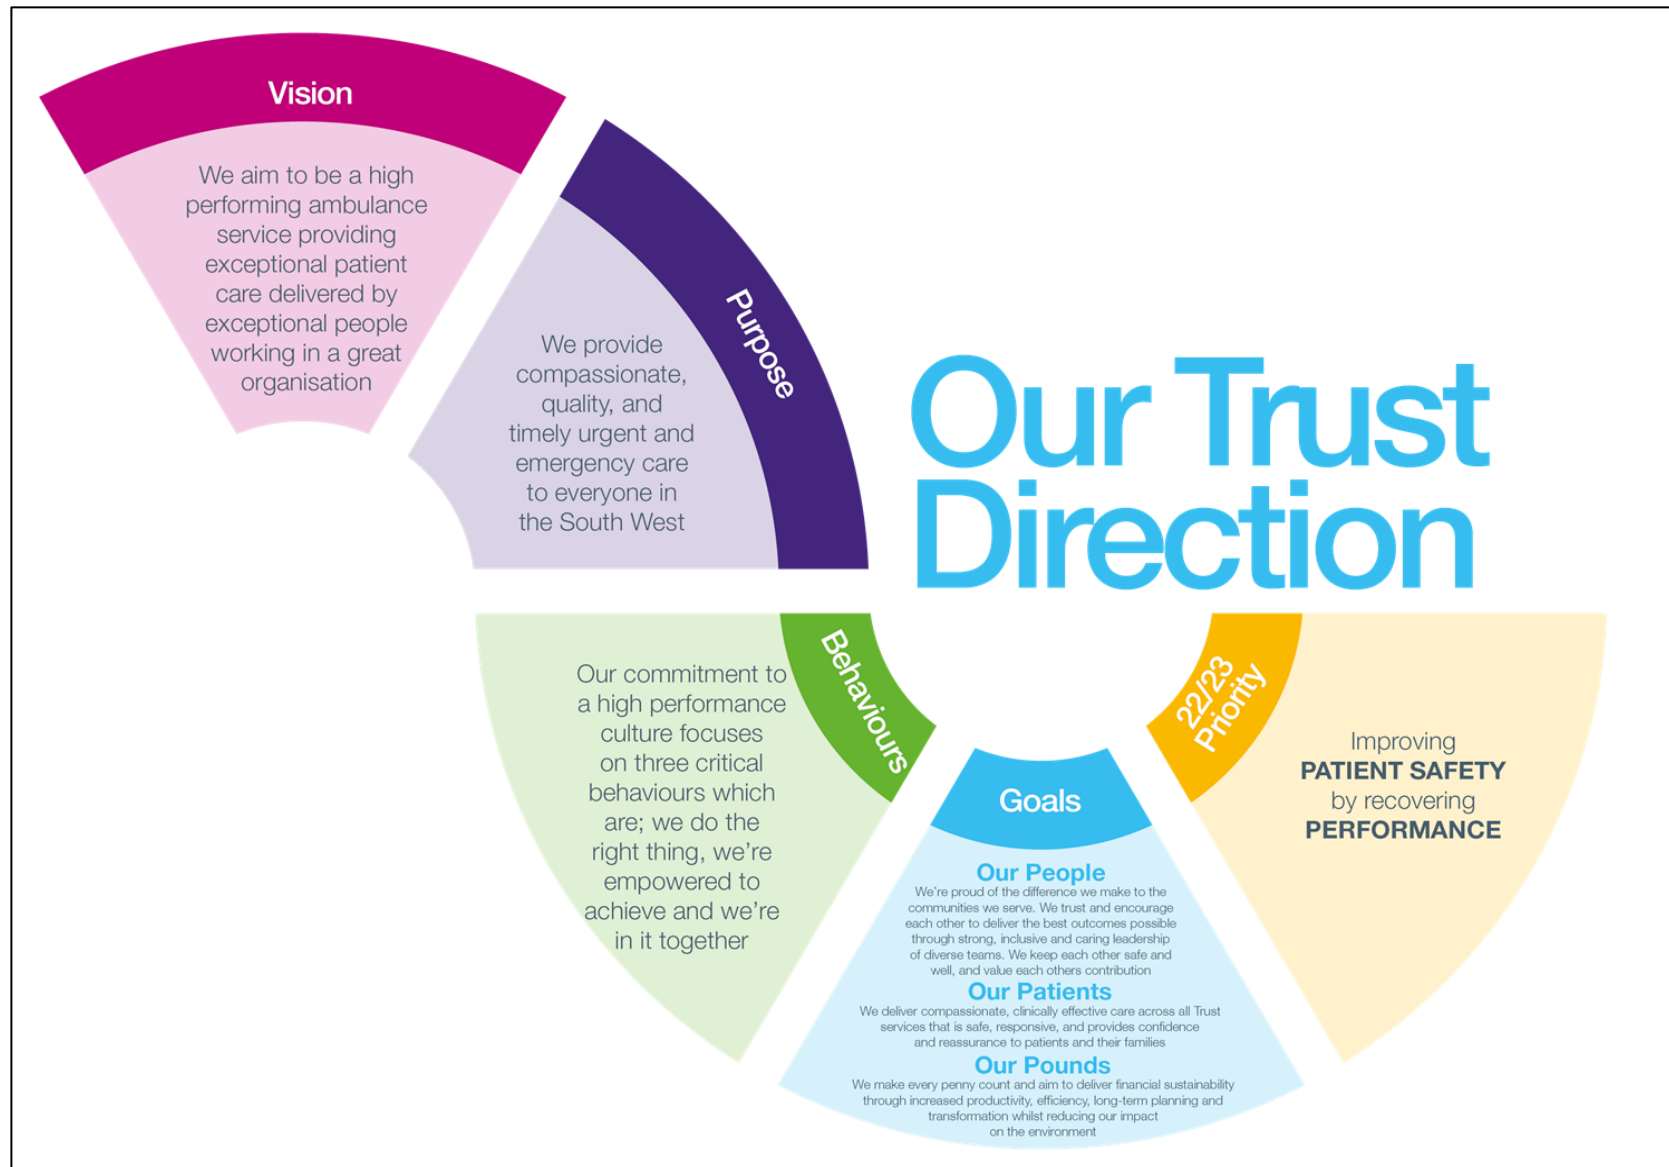 Vision
We aim to be a high
performing ambulance
service providing
exceptional patient
care delivered by
exceptional people
working in a great
organisation
Purpose
We provide
compassionate,
quality, and
timely urgent and
emergency care
to everyone in
the South West
Our Trust
Direction
Behaviours
Our commitment to
a high performance
culture focuses
on three critical
behaviours which
are; we do the
right thing, we’re
empowered to
achieve and we’re
in it together
Goals
Our People
We’re proud of the difference we make to the
communities we serve. We trust and encourage
each other to deliver the best outcomes possible
through strong, inclusive and caring leadership
of diverse teams. We keep each other safe and
well, and value each others contribution
Our Patients
We deliver compassionate, clinically effective care across all Trust
services that is safe, responsive, and provides confidence
and reassurance to patients and their families
Our Pounds
We make every penny count and aim to deliver financial sustainability
through increased productivity, efficiency, long-term planning and
transformation whilst reducing our impact
on the environment
22/23
Priority
Improving
PATIENT SAFETY
by recovering
PERFORMANCE